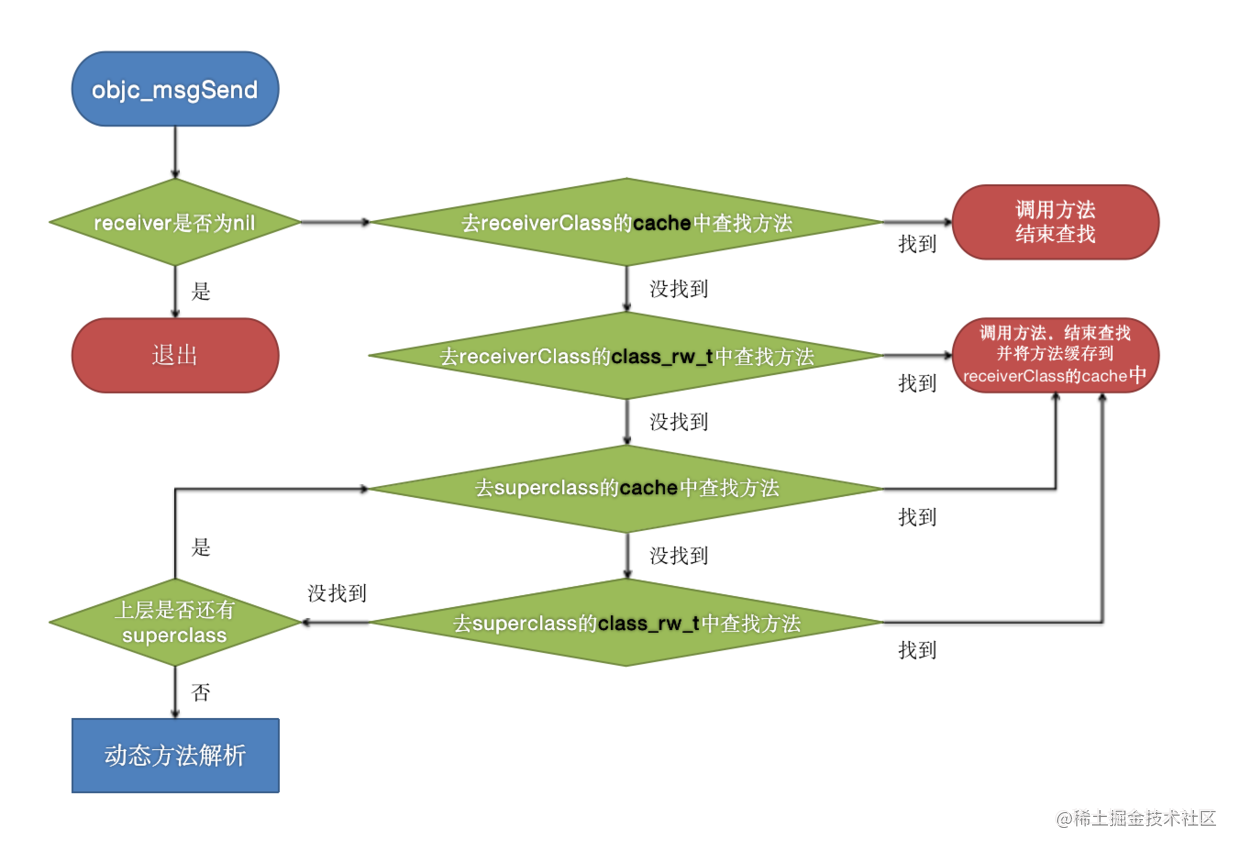 objc_msgSend
receiver是否为nil
去receiverClass的cache中查找方法
找到
调用方法
结束查找
是
没找到
退出
去receiverClass的class_rw_t中查找方法
找到
调用方法．结束查找
并将方法缓存到
receiverClass的cache中
没找到
去superclass的cache中查找方法
找到
是
没找到
上层是否还有
superclass
没找到
去superclass的class_rw_t中查找方法
找到
否
动态方法解析
@稀土掘金技术社区